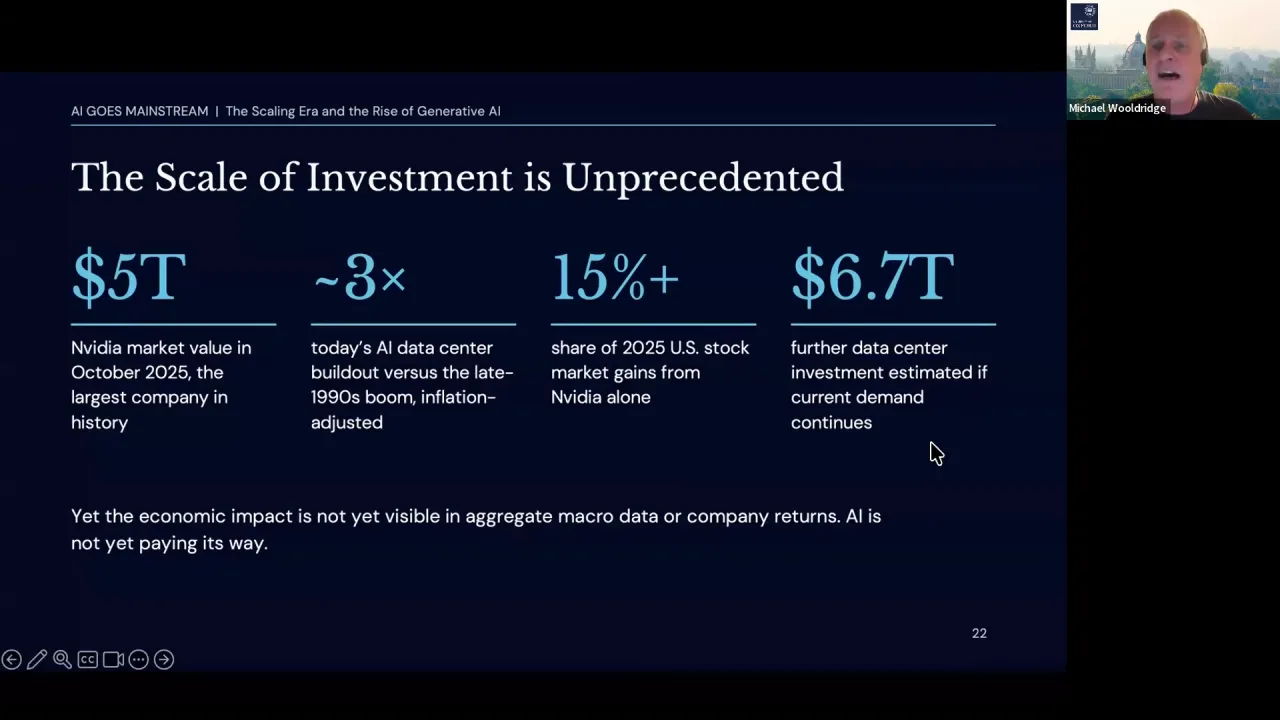 AI GOES MAINSTREAM | The Scaling Era and the Rise of Generative AI
The Scale of Investment is Unprecedented
$5T
Nvidia market value in
October 2025, the
largest company in
history
~3×
today's AI data center
buildout versus the late-
1990s boom, inflation-
adjusted
15%+
share of 2025 U.S. stock
market gains from
Nvidia alone
$6.7T
further data center
investment estimated if
current demand
continues
Yet the economic impact is not yet visible in aggregate macro data or company returns. AI is
not yet paying its way.
22
CC
OXFORD
Michael Wooldridge